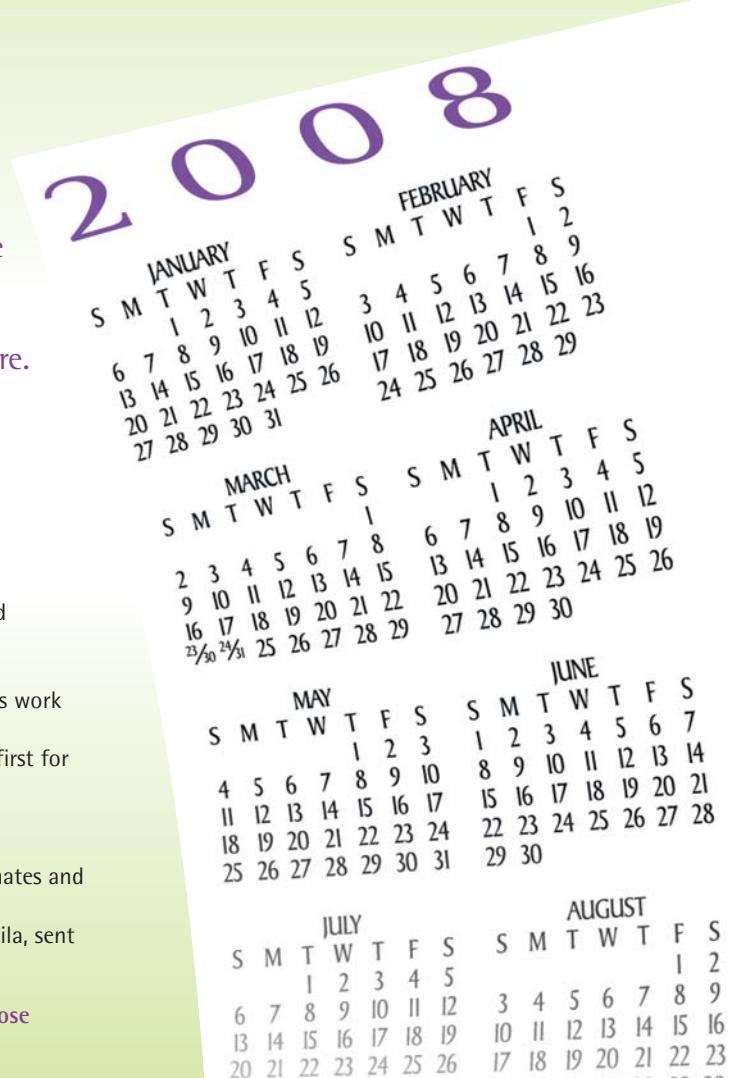 e
re.
d
s work
first for
nates and
ila, sent
ose
2008
JANUARY
S M T W T F S
1 2 3 4 5
6 7 8 9 10 11 12
13 14 15 16 17 18 19
20 21 22 23 24 25 26
27 28 29 30 31
FEBRUARY
S M T W T F S
1 2
3 4 5 6 7 8 9
10 11 12 13 14 15 16
17 18 19 20 21 22 23
24 25 26 27 28 29
MARCH
S M T W T F S
1
2 3 4 5 6 7 8
9 10 11 12 13 14 15
16 17 18 19 20 21 22
23/30 24/31 25 26 27 28 29
APRIL
S M T W T F S
1 2 3 4 5
6 7 8 9 10 11 12
13 14 15 16 17 18 19
20 21 22 23 24 25 26
27 28 29 30
MAY
S M T W T F S
1 2 3
4 5 6 7 8 9 10
11 12 13 14 15 16 17
18 19 20 21 22 23 24
25 26 27 28 29 30 31
JUNE
S M T W T F S
1 2 3 4 5 6 7
8 9 10 11 12 13 14
15 16 17 18 19 20 21
22 23 24 25 26 27 28
29 30
JULY
S M T W T F S
1 2 3 4 5
6 7 8 9 10 11 12
13 14 15 16 17 18 19
20 21 22 23 24 25 26
AUGUST
S M T W T F S
1 2
3 4 5 6 7 8 9
10 11 12 13 14 15 16
17 18 19 20 21 22 23